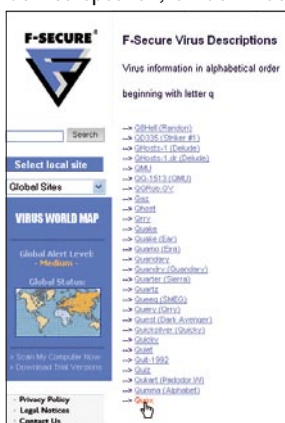 F-SECURE®
Search
Select local site
Global Sites
VIRUS WORLD MAP
Global Alert Level:
- Medium -
Global Status:
» Scan My Computer Now
» Download Trial Versions
- Privacy Policy
- Legal Notices
- Contact Us
F-Secure Virus Descriptions
Virus information in alphabetical order
beginning with letter q
--> QBHell (Random)
--> QD335 (Striker #1)
--> QHosts-1 (Delude)
--> QHosts-1.dr (Delude)
--> QMU
--> QQ-1513 (QMU)
--> QQRob.OV
--> Qaz
--> Qhost
--> Qrry
--> Quake
--> Quake (Ear)
--> Quamo
--> Quandary
--> Quandry (Quandary)
--> Quarter (Sierra)
--> Quartz
--> Queeg (SMEG)
--> Query (Qrry)
--> Quest (Dark Avenger)
--> Quicksilver (Quicky)
--> Quicky
--> Quiet
--> Quit-1992
--> Quiz
--> Qukart (Padodor.W)
--> Qumma (Alphabet)
--> Quox